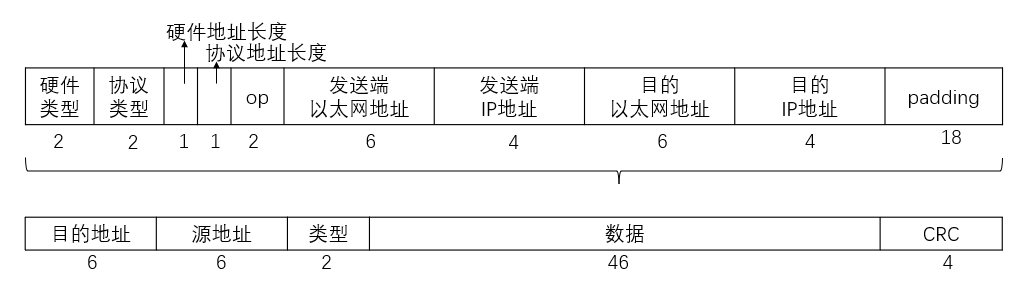 硬件地址长度
协议地址长度
硬件 协议 op 发送端 发送端 目的 目的 padding
类型 类型 以太网地址 IP地址 以太网地址 IP地址
2 2 1 1 2 6 4 6 4 18
目的地址 源地址 类型 数据 CRC
6 6 2 46 4